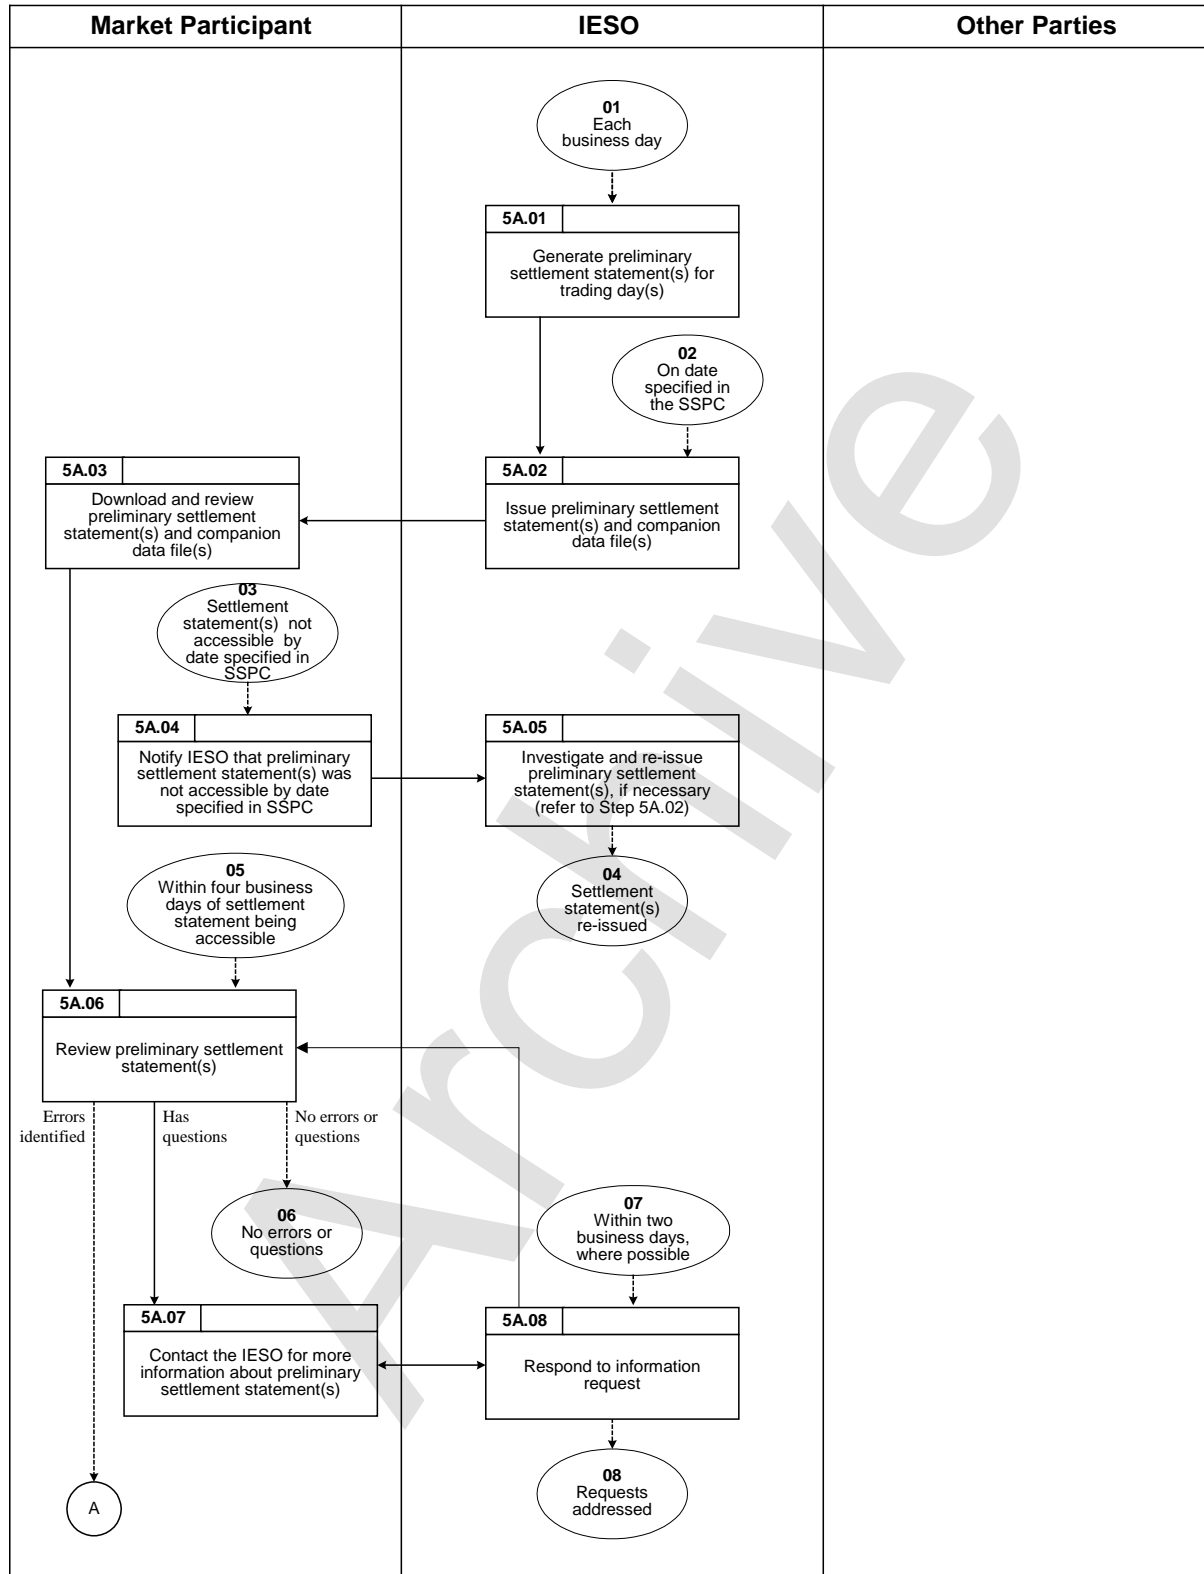 Market Participant
IESO
Other Parties
01
Each
business day
5A.01
Generate preliminary
settlement statement(s) for
trading day(s)
02
On date
specified in
the SSPC
5A.03
Download and review
preliminary settlement
statement(s) and companion
data file(s)
5A.02
Issue preliminary settlement
statement(s) and companion
data file(s)
03
Settlement
statement(s) not
accessible by
date specified in
SSPC
5A.04
Notify IESO that preliminary
settlement statement(s) was
not accessible by date
specified in SSPC
5A.05
Investigate and re-issue
preliminary settlement
statement(s), if necessary
(refer to Step 5A.02)
04
Settlement
statement(s)
re-issued
05
Within four business
days of settlement
statement being
accessible
5A.06
Review preliminary settlement
statement(s)
Errors
identified
Has
questions
No errors or
questions
06
No errors or
questions
07
Within two
business days,
where possible
5A.07
Contact the IESO for more
information about preliminary
settlement statement(s)
5A.08
Respond to information
request
08
Requests
addressed
A
Archive